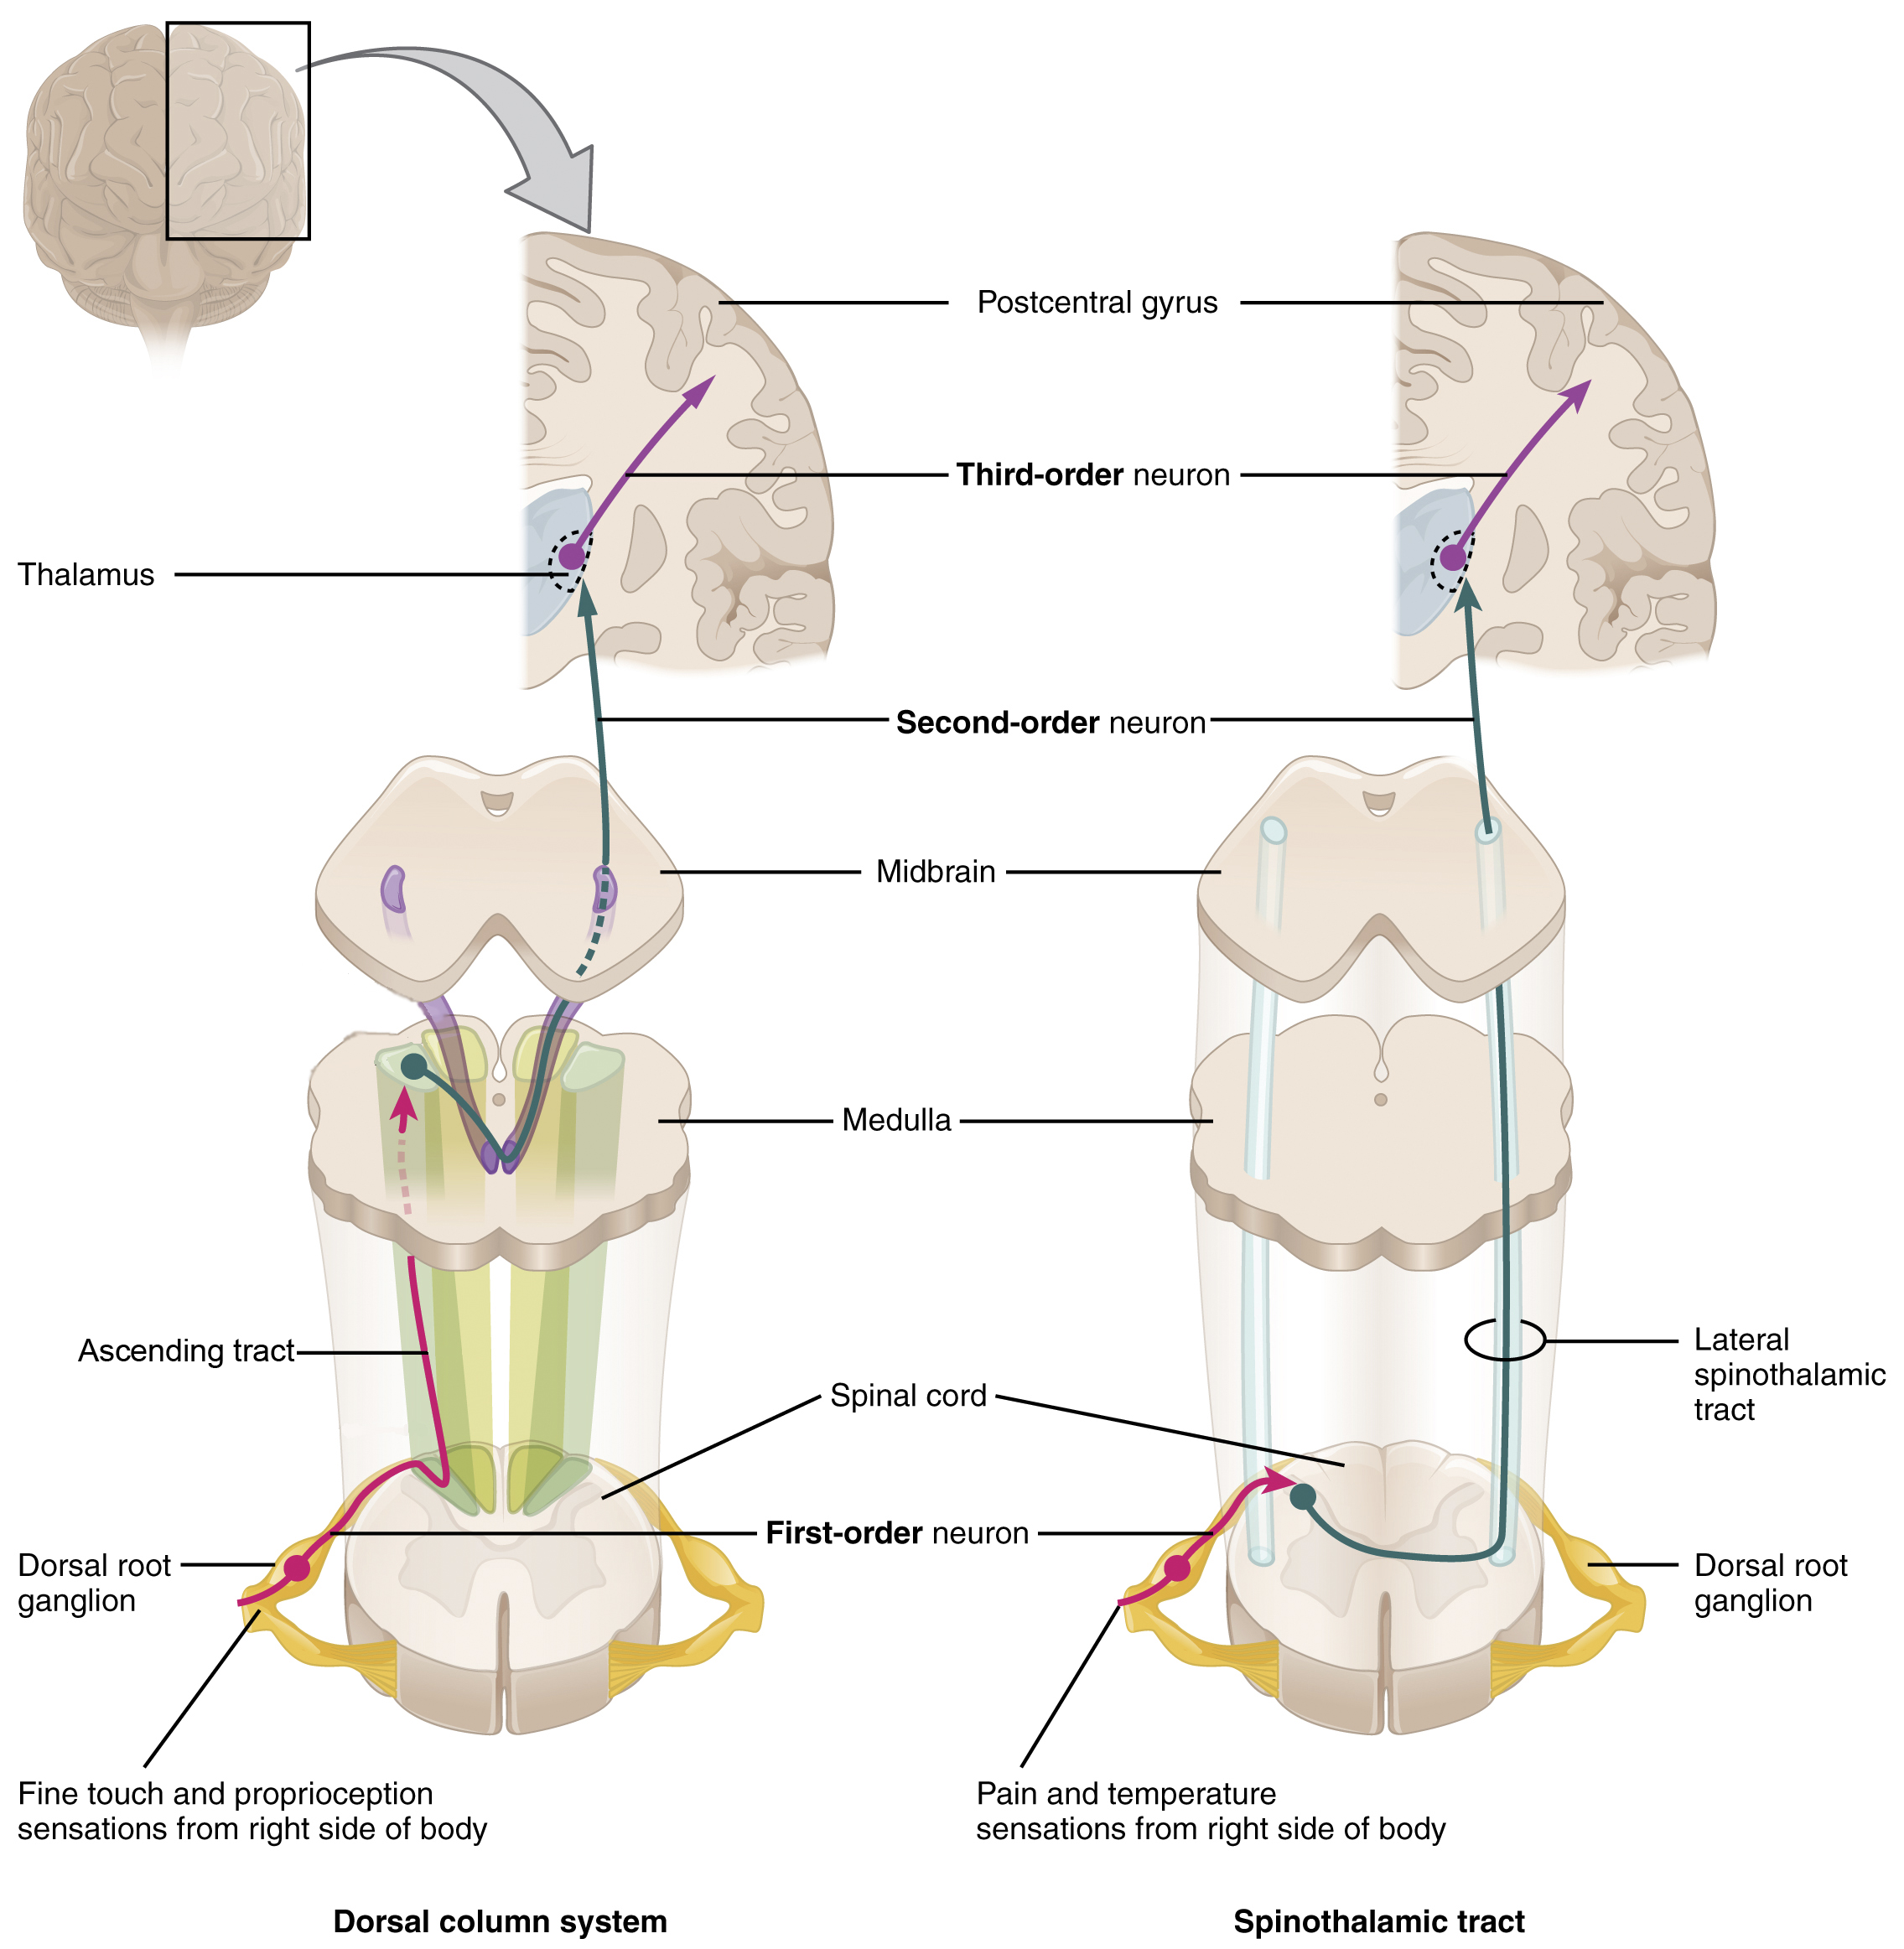 Postcentral gyrus
Third-order neuron
Thalamus
Second-order neuron
Midbrain
Medulla
Ascending tract
Lateral
spinothalamic
tract
Spinal cord
First-order neuron
Dorsal root
ganglion
Dorsal root
ganglion
Fine touch and proprioception
sensations from right side of body
Pain and temperature
sensations from right side of body
Dorsal column system
Spinothalamic tract